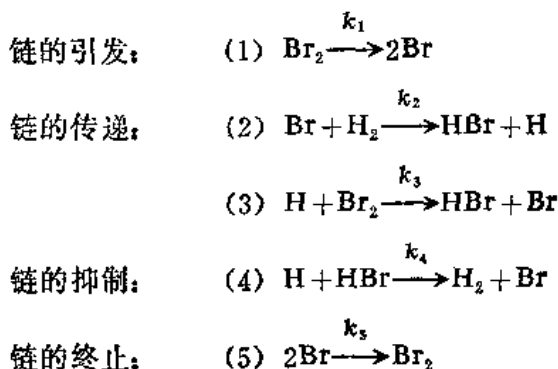 链的引发: (1) Br₂ —k₁→ 2Br
链的传递: (2) Br + H₂ —k₂→ HBr + H
(3) H + Br₂ —k₃→ HBr + Br
链的抑制: (4) H + HBr —k₄→ H₂ + Br
链的终止: (5) 2Br —k₅→ Br₂